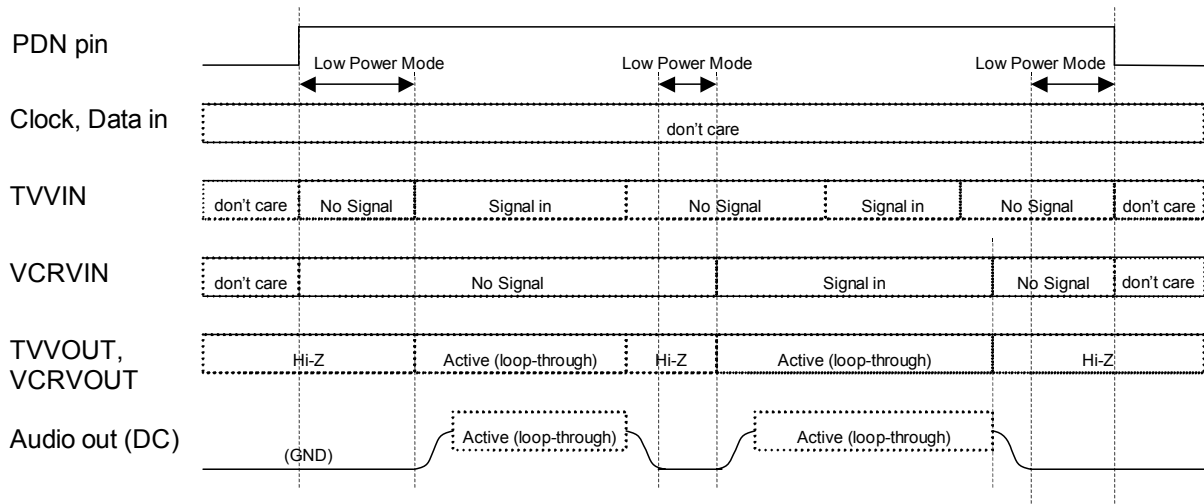 PDN pin
Low Power Mode Low Power Mode Low Power Mode
Clock, Data in
don't care
TVVIN
don't care No Signal Signal in No Signal Signal in No Signal don't care
VCRVIN
don't care No Signal Signal in No Signal don't care
TVVOUT,
VCRVOUT
Hi-Z Active (loop-through) Hi-Z Active (loop-through) Hi-Z
Audio out (DC)
Active (loop-through) Active (loop-through)
(GND)